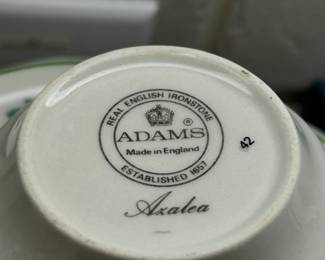 REAL ENGLISH IRONSTONE
ADAMS ®
Made in England
ESTABLISHED 1657
42
Azalea